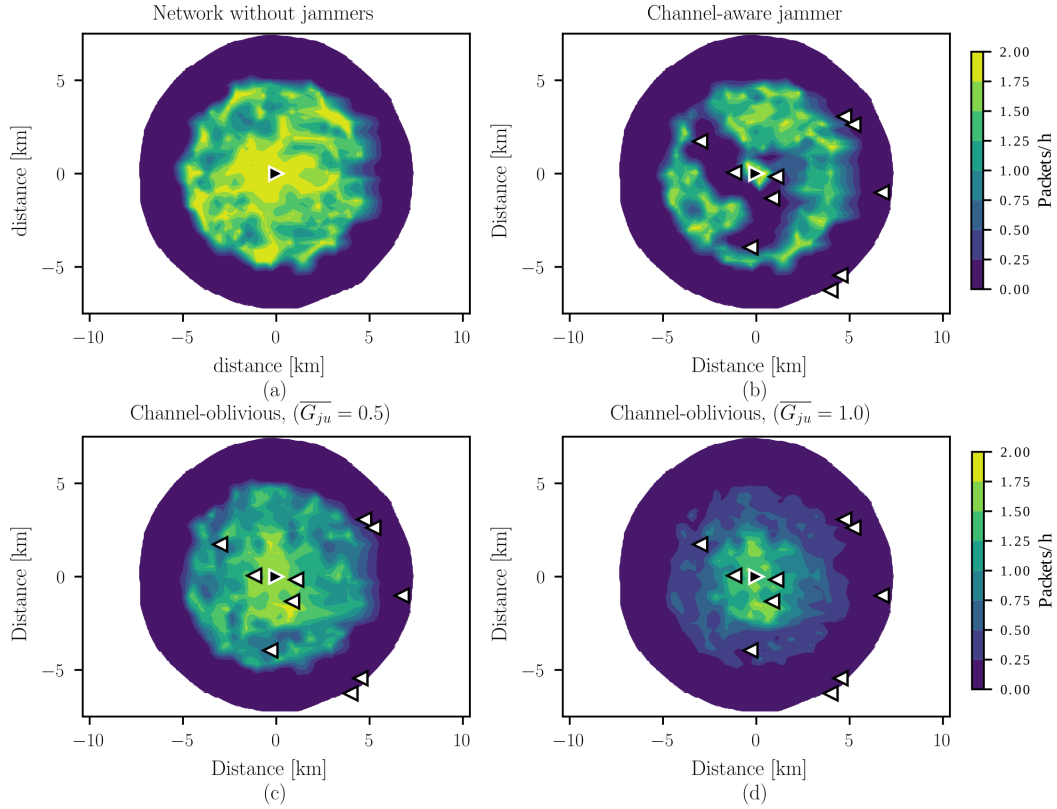 Network without jammers
Channel-aware jammer
distance [km]
5
0
−5
−10
−5
0
5
10
distance [km]
(a)
Distance [km]
5
0
−5
−10
−5
0
5
10
Distance [km]
(b)
2.00
1.75
1.50
1.25
1.00
0.75
0.50
0.25
0.00
Packets/h
Channel-oblivious, (G_{ju} = 0.5)
Channel-oblivious, (G_{ju} = 1.0)
Distance [km]
5
0
−5
−10
−5
0
5
10
Distance [km]
(c)
Distance [km]
5
0
−5
−10
−5
0
5
10
Distance [km]
(d)
2.00
1.75
1.50
1.25
1.00
0.75
0.50
0.25
0.00
Packets/h